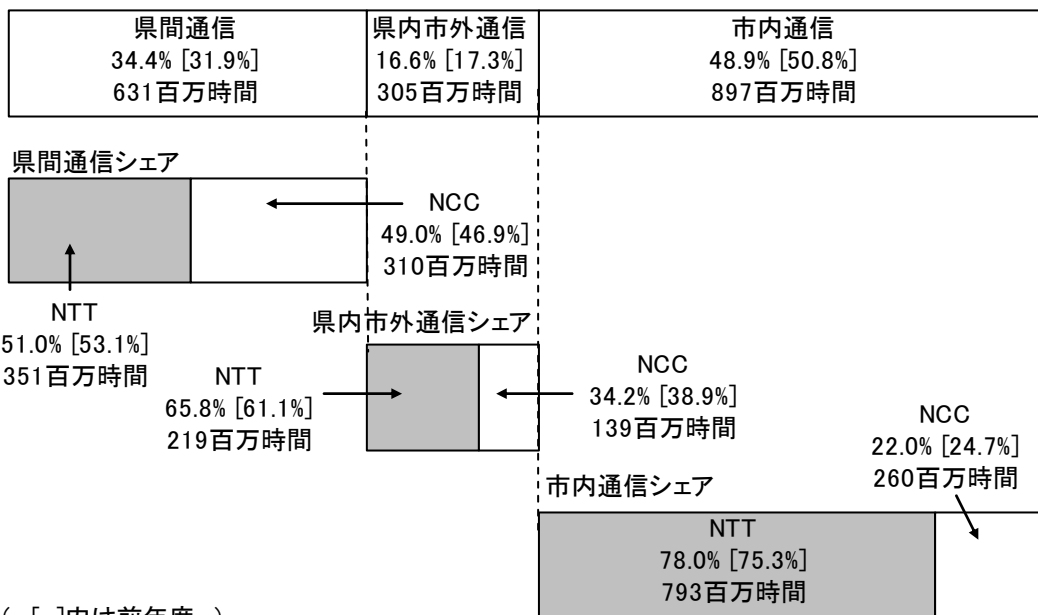 県間通信
34.4% [31.9%]
631百万時間
県内市外通信
16.6% [17.3%]
305百万時間
市内通信
48.9% [50.8%]
897百万時間
県間通信シェア
NCC
49.0% [46.9%]
310百万時間
NTT
51.0% [53.1%]
351百万時間
県内市外通信シェア
NTT
65.8% [61.1%]
219百万時間
NCC
34.2% [38.9%]
139百万時間
NCC
22.0% [24.7%]
260百万時間
市内通信シェア
NTT
78.0% [75.3%]
793百万時間
( [ ]内は前年度 )